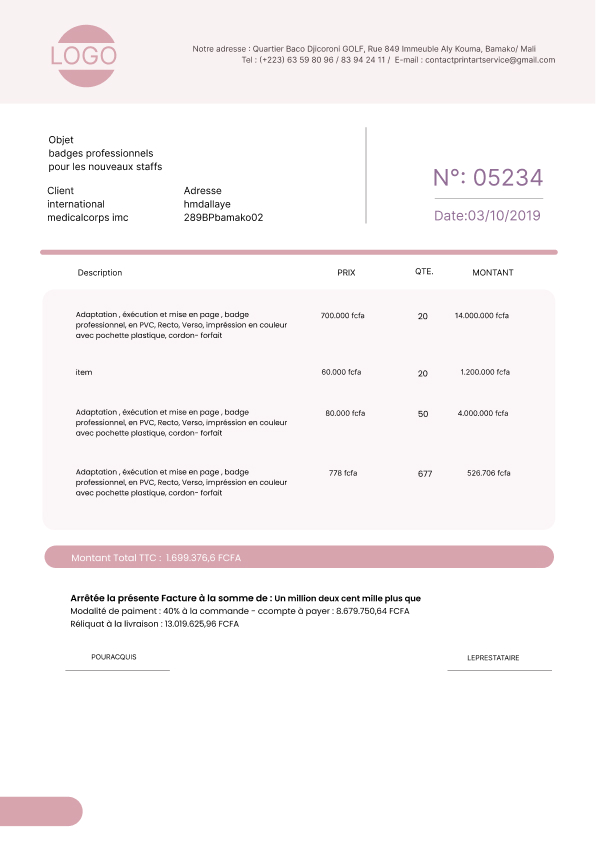 LOGO
Notre adresse : Quartier Baco Djicoroni GOLF, Rue 849 Immeuble Aly Kouma, Bamako/ Mali
Tel : (+223) 63 59 80 96 / 83 94 24 11 / E-mail : contactprintartservice@gmail.com
Objet
badges professionnels
pour les nouveaux staffs
Client
international
medicalcorps imc
Adresse
hmdallaye
289BPbamako02
N°: 05234
Date:03/10/2019
Description PRIX QTE. MONTANT
Adaptation , éxécution et mise en page , badge 700.000 fcfa 20 14.000.000 fcfa
professionnel, en PVC, Recto, Verso, impréssion en couleur
avec pochette plastique, cordon- forfait
item 60.000 fcfa 20 1.200.000 fcfa
Adaptation , éxécution et mise en page , badge 80.000 fcfa 50 4.000.000 fcfa
professionnel, en PVC, Recto, Verso, impréssion en couleur
avec pochette plastique, cordon- forfait
Adaptation , éxécution et mise en page , badge 778 fcfa 677 526.706 fcfa
professionnel, en PVC, Recto, Verso, impréssion en couleur
avec pochette plastique, cordon- forfait
Montant Total TTC : 1.699.376,6 FCFA
Arrêtée la présente Facture à la somme de : Un million deux cent mille plus que
Modalité de paiment : 40% à la commande - ccompte à payer : 8.679.750,64 FCFA
Réliquat à la livraison : 13.019.625,96 FCFA
POURACQUIS LEPRESTATAIRE